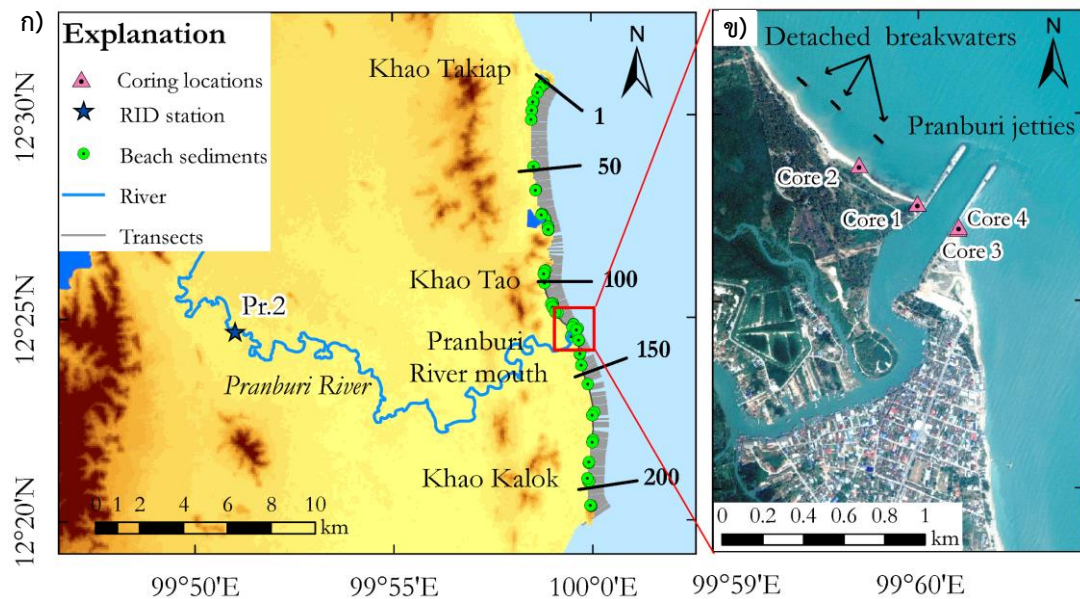 ก)
Explanation
Coring locations
RID station
Beach sediments
River
Transects
Khao Takiap
N
1
50
Khao Tao
100
Pr.2
Pranburi
River mouth
150
Pranburi River
Khao Kalok
200
0 1 2 4 6 8 10
km
12°30'N
12°25'N
12°20'N
99°50'E
99°55'E
100°0'E
ข)
Detached breakwaters
N
Pranburi jetties
Core 2
Core 1
Core 4
Core 3
0 0.2 0.4 0.6 0.8 1
km
99°59'E
99°60'E